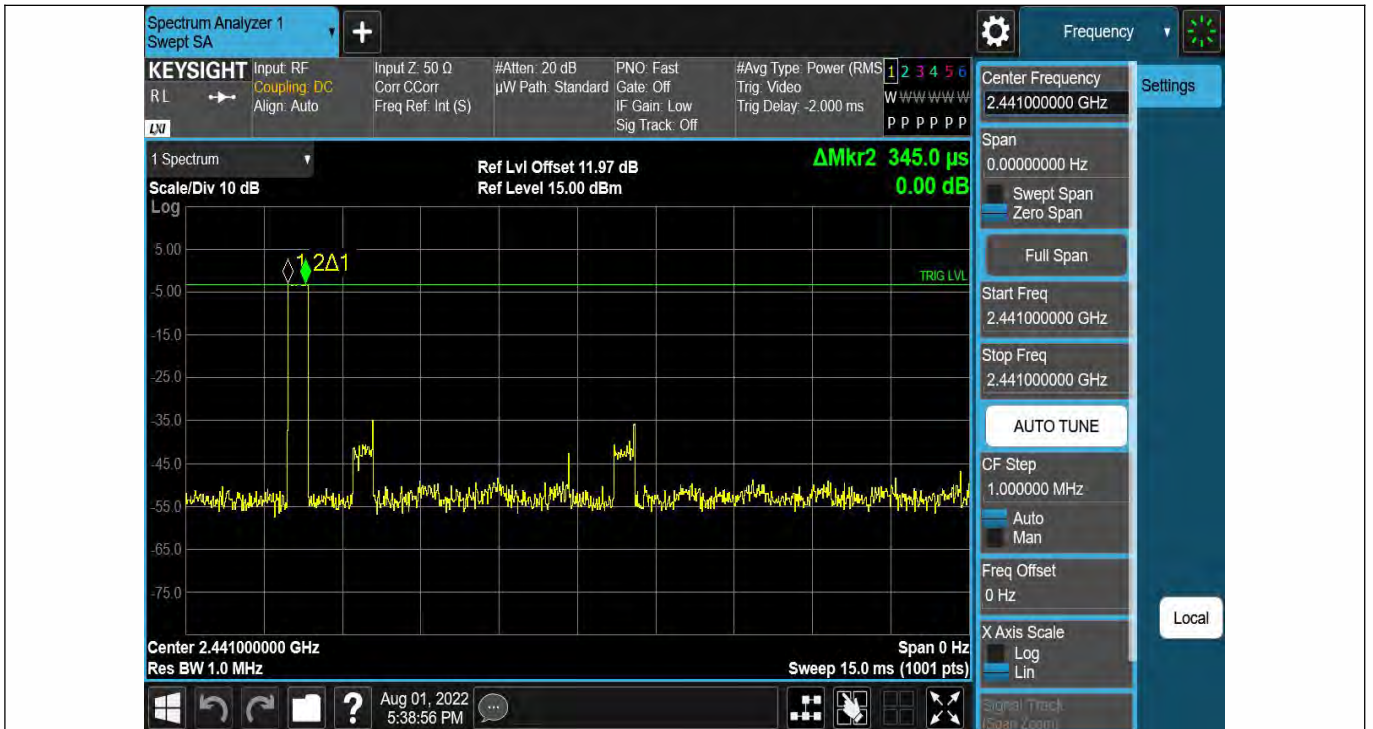 Spectrum Analyzer 1
Swept SA
+
Frequency
KEYSIGHT
RL
LXI
Input: RF
Coupling: DC
Align: Auto
Input Z: 50 Ω
Corr CCorr
Freq Ref: Int (S)
#Atten: 20 dB
µW Path: Standard
PNO: Fast
Gate: Off
IF Gain: Low
Sig Track: Off
#Avg Type: Power (RMS
Trig: Video
Trig Delay: -2.000 ms
1 2 3 4 5 6
W W W W W W
P P P P P P
1 Spectrum
Scale/Div 10 dB
Log
Ref Lvl Offset 11.97 dB
Ref Level 15.00 dBm
ΔMkr2 345.0 µs
0.00 dB
5.00
-5.00
-15.0
-25.0
-35.0
-45.0
-55.0
-65.0
-75.0
1 2Δ1
TRIG LVL
Center 2.441000000 GHz
Res BW 1.0 MHz
Span 0 Hz
Sweep 15.0 ms (1001 pts)
Aug 01, 2022
5:38:56 PM
?
Center Frequency
2.441000000 GHz
Settings
Span
0.00000000 Hz
Swept Span
Zero Span
Full Span
Start Freq
2.441000000 GHz
Stop Freq
2.441000000 GHz
AUTO TUNE
CF Step
1.000000 MHz
Auto
Man
Freq Offset
0 Hz
X Axis Scale
Log
Lin
Local
Signal Track
(Span Zoom)